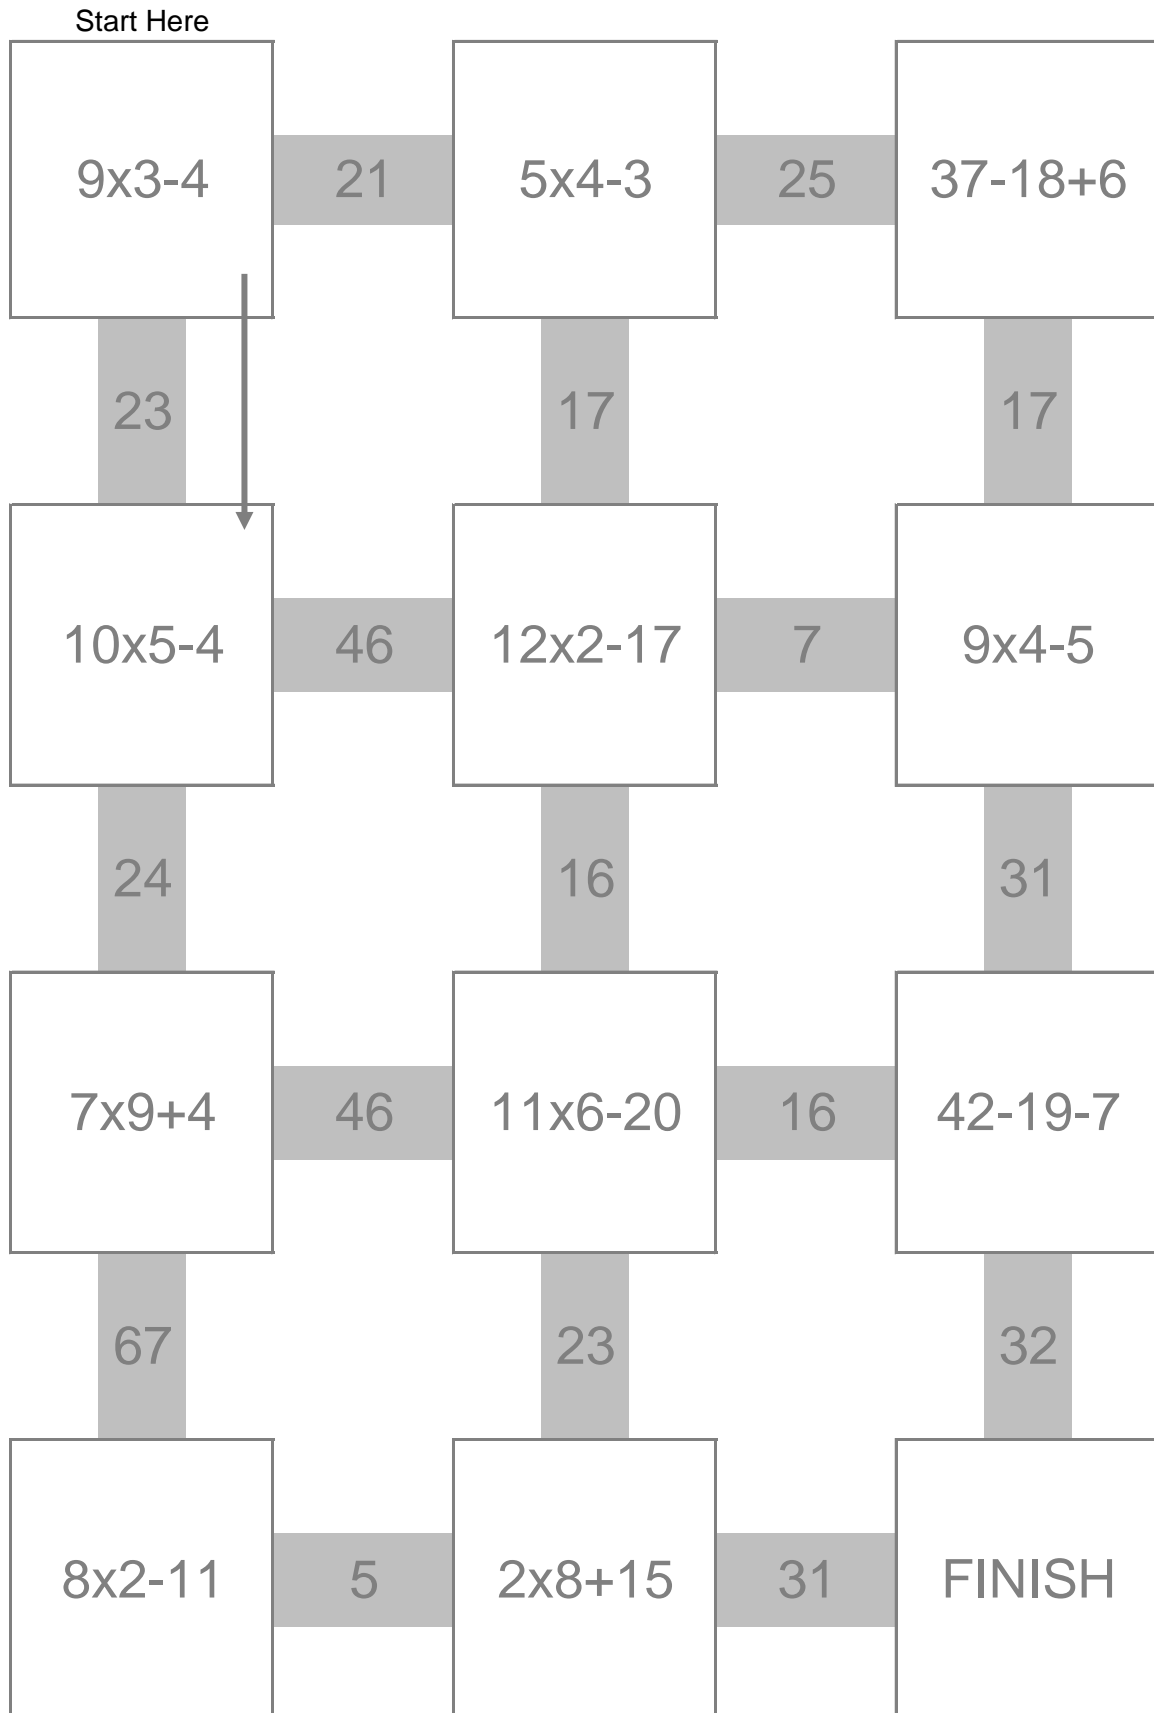 Start Here
9x3-4 21 5x4-3 25 37-18+6
23 17 17
10x5-4 46 12x2-17 7 9x4-5
24 16 31
7x9+4 46 11x6-20 16 42-19-7
67 23 32
8x2-11 5 2x8+15 31 FINISH